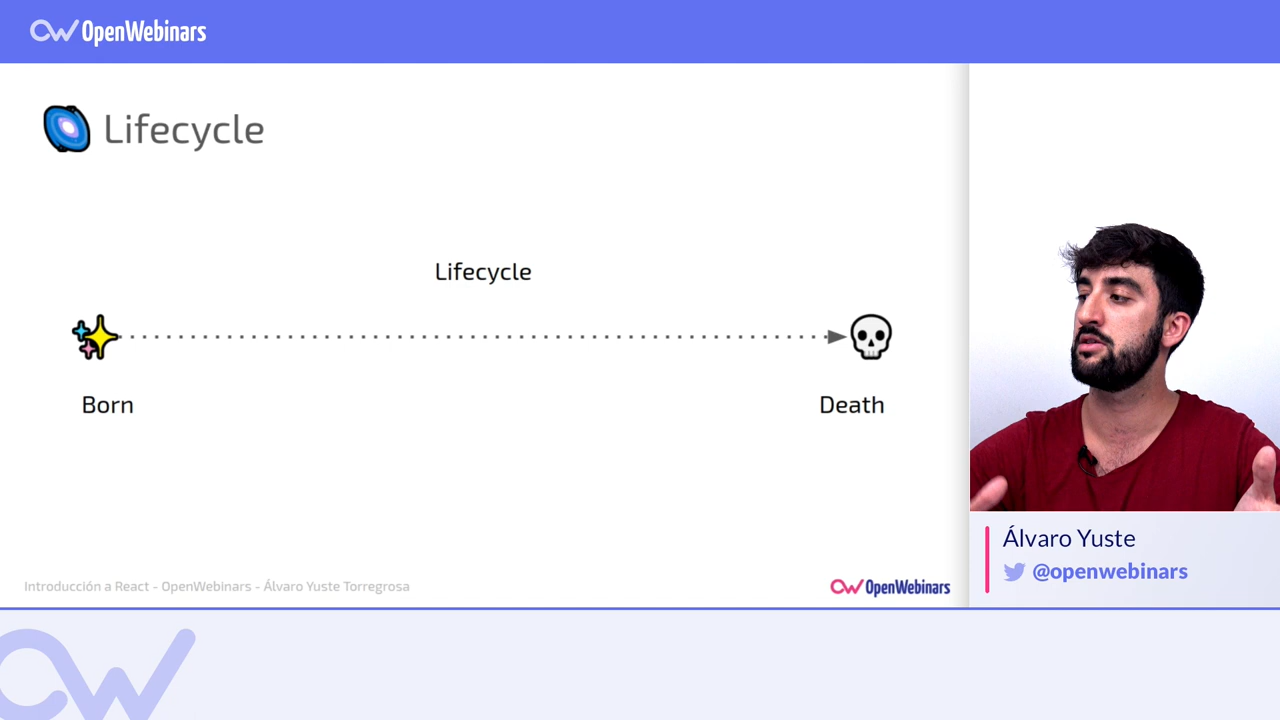 OpenWebinars
Lifecycle
Lifecycle
Born
Death
Introducción a React - OpenWebinars - Álvaro Yuste Torregrosa
OpenWebinars
Álvaro Yuste
@openwebinars